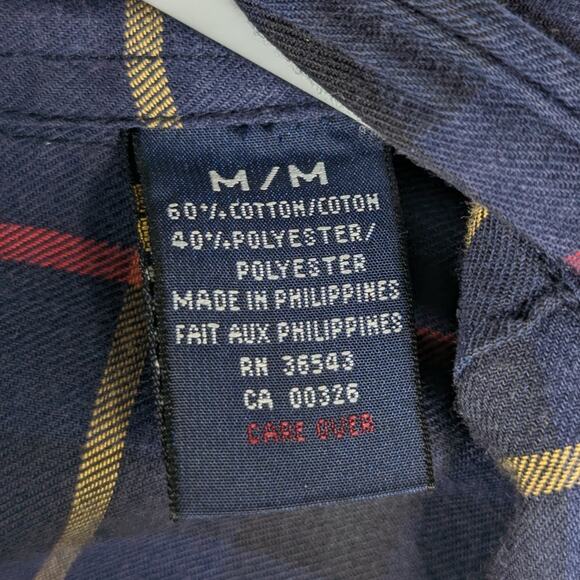 M/M
60% COTTON/COTON
40% POLYESTER/
POLYESTER
MADE IN PHILIPPINES
FAIT AUX PHILIPPINES
RN 36543
CA 00326
CARE OVER